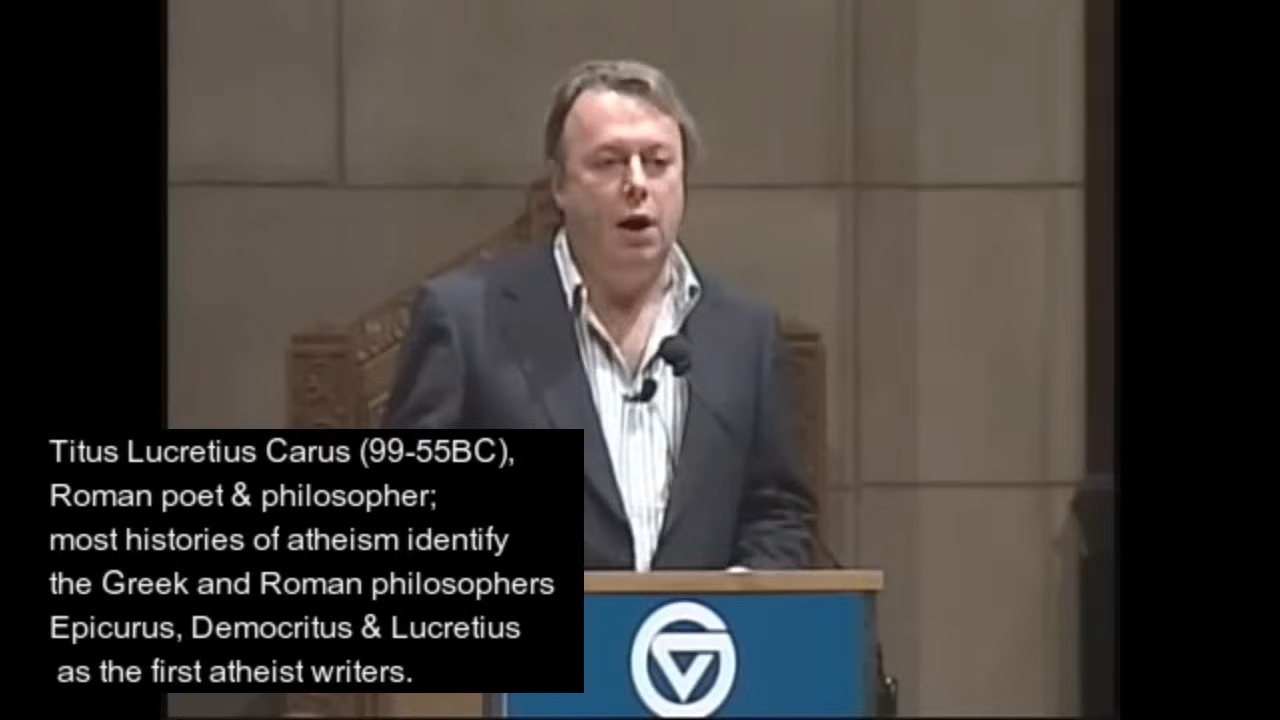 Titus Lucretius Carus (99-55BC),
Roman poet & philosopher;
most histories of atheism identify
the Greek and Roman philosophers
Epicurus, Democritus & Lucretius
as the first atheist writers.